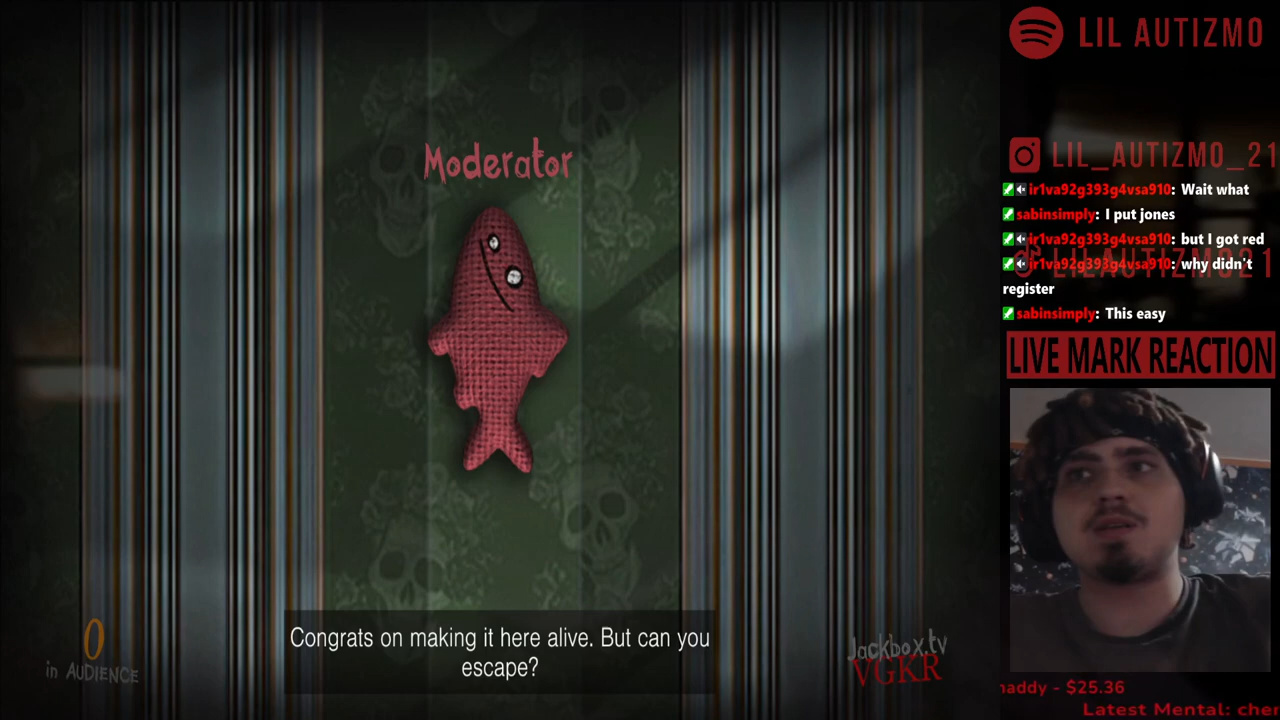 Moderator
Congrats on making it here alive. But can you
escape?
0
in AUDIENCE
Jackbox.tv
VGKR
LIL AUTIZMO
LIL_AUTIZMO_21
ir1va92g393g4vsa910: Wait what
sabinsimply: I put jones
ir1va92g393g4vsa910: but I got red
LILAUTIZMO21
ir1va92g393g4vsa910: why didn't
register
sabinsimply: This easy
LIVE MARK REACTION
- $25.36
Latest Mental: